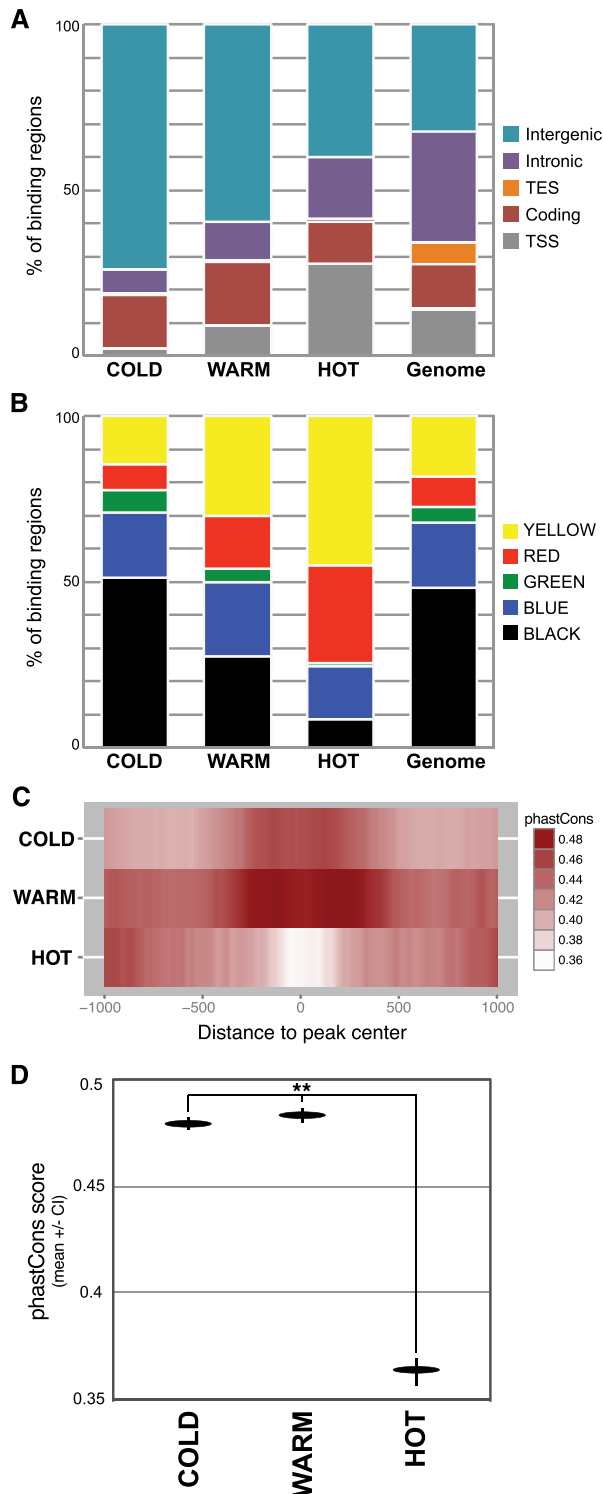 A
% of binding regions
100
50
0
COLD WARM HOT Genome
Intergenic
Intronic
TES
Coding
TSS
B
% of binding regions
100
50
0
COLD WARM HOT Genome
YELLOW
RED
GREEN
BLUE
BLACK
C
COLD
WARM
HOT
−1000 −500 0 500 1000
Distance to peak center
phastCons
0.48
0.46
0.44
0.42
0.40
0.38
0.36
D
phastCons score
(mean +/- CI)
0.5
0.45
0.4
0.35
**
COLD
WARM
HOT